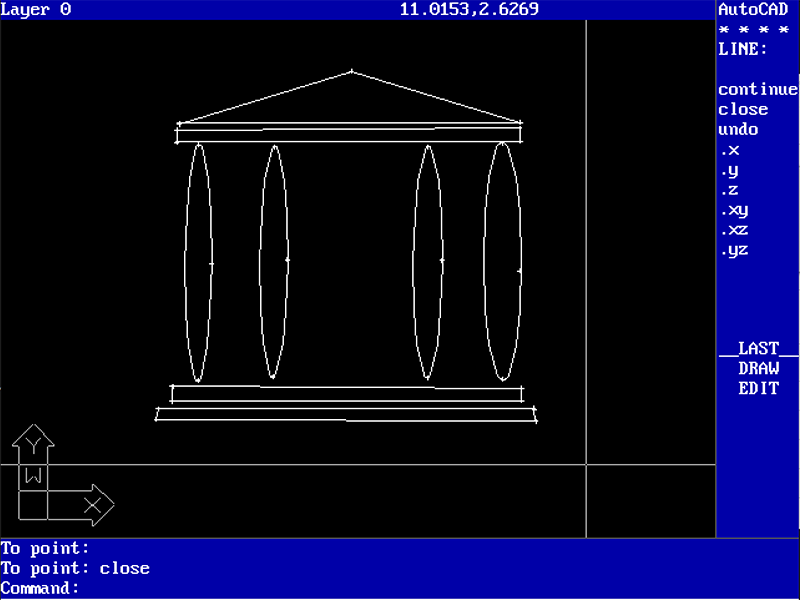 Layer 0 11.0153,2.6269 AutoCAD
* * * *
LINE:
continue
close
undo
.x
.y
.z
.xy
.xz
.yz
__LAST__
DRAW
EDIT
Y
W
X
To point:
To point: close
Command: